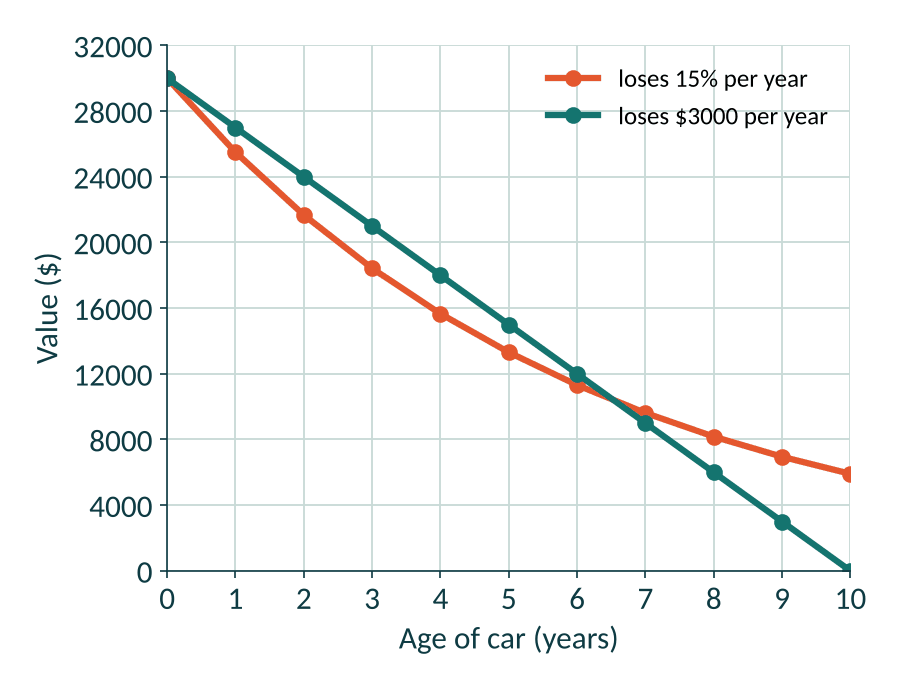 32000
28000
24000
20000
16000
12000
8000
4000
0
Value ($)
loses 15% per year
loses $3000 per year
0 1 2 3 4 5 6 7 8 9 10
Age of car (years)